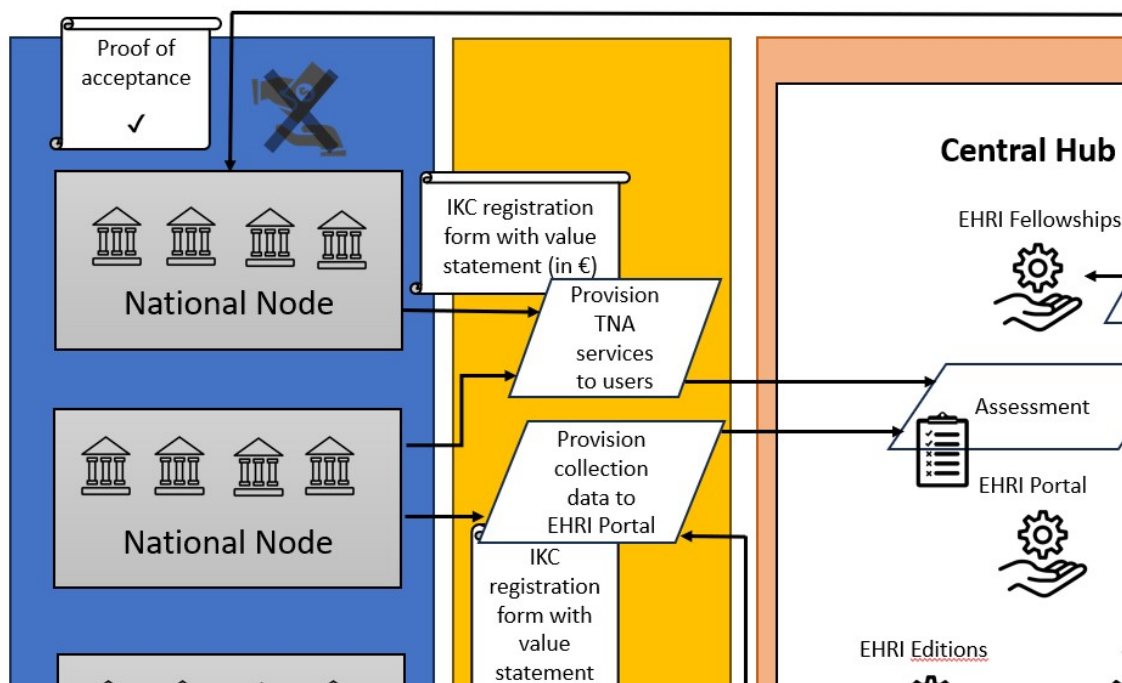 Proof of
acceptance
✓
National Node
National Node
IKC registration
form with value
statement (in €)
Provision
TNA
services
to users
Provision
collection
data to
EHRI Portal
IKC
registration
form with
value
statement
Central Hub
EHRI Fellowships
Assessment
EHRI Portal
EHRI Editions